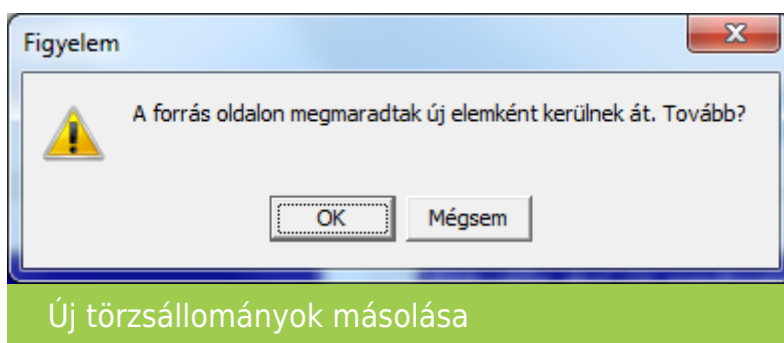 Figyelem
A forrás oldalon megmaradtak új elemként kerülnek át. Tovább?
OK
Mégsem
Új törzsállományok másolása